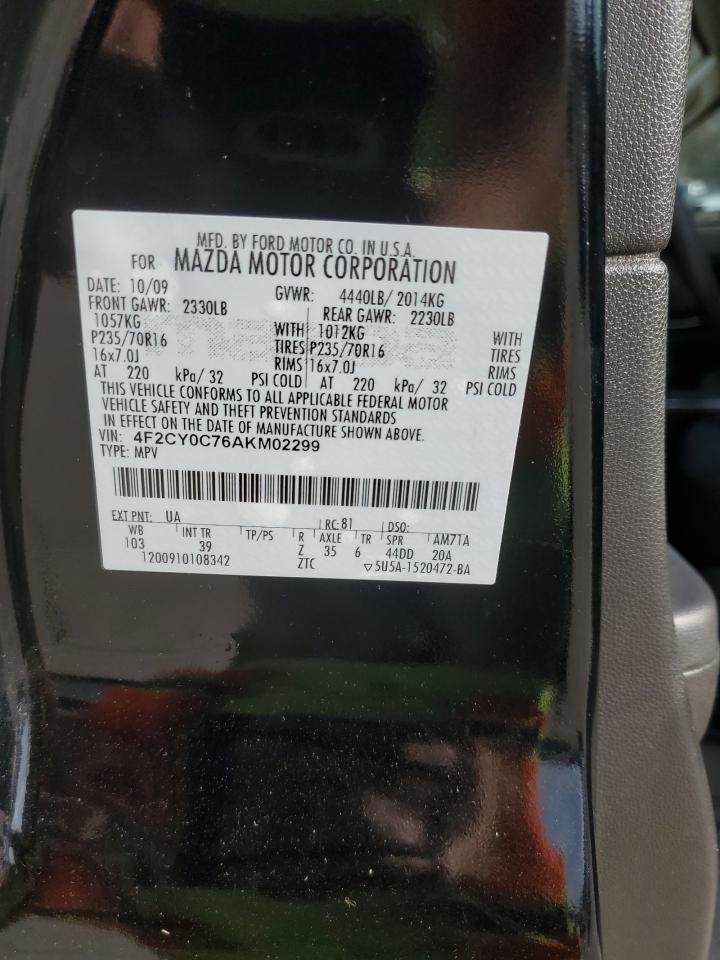 MFD. BY FORD MOTOR CO. IN U.S.A.
FOR MAZDA MOTOR CORPORATION
DATE: 10/09 GVWR: 4440LB/ 2014KG
FRONT GAWR: 2330LB REAR GAWR: 2230LB
1057KG WITH 1012KG WITH
P235/70R16 TIRES P235/70R16 TIRES
16x7.0J RIMS 16x7.0J RIMS
AT 220 kPa/ 32 PSI COLD AT 220 kPa/ 32 PSI COLD
THIS VEHICLE CONFORMS TO ALL APPLICABLE FEDERAL MOTOR
VEHICLE SAFETY AND THEFT PREVENTION STANDARDS
IN EFFECT ON THE DATE OF MANUFACTURE SHOWN ABOVE.
VIN: 4F2CY0C76AKM02299
TYPE: MPV
EXT PNT: UA RC: 81 DSO:
WB INT TR TP/PS R AXLE TR SPR AM71A
103 39 Z 35 6 44DD 20A
1200910108342 ZTC ▽5U5A-1520472-BA